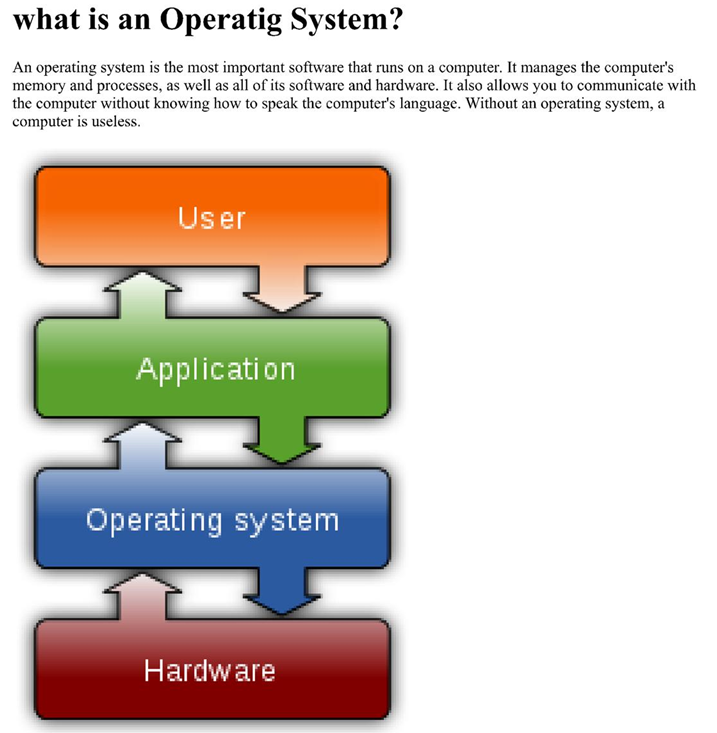 what is an Operatig System?
An operating system is the most important software that runs on a computer. It manages the computer's
memory and processes, as well as all of its software and hardware. It also allows you to communicate with
the computer without knowing how to speak the computer's language. Without an operating system, a
computer is useless.
User
Application
Operating system
Hardware